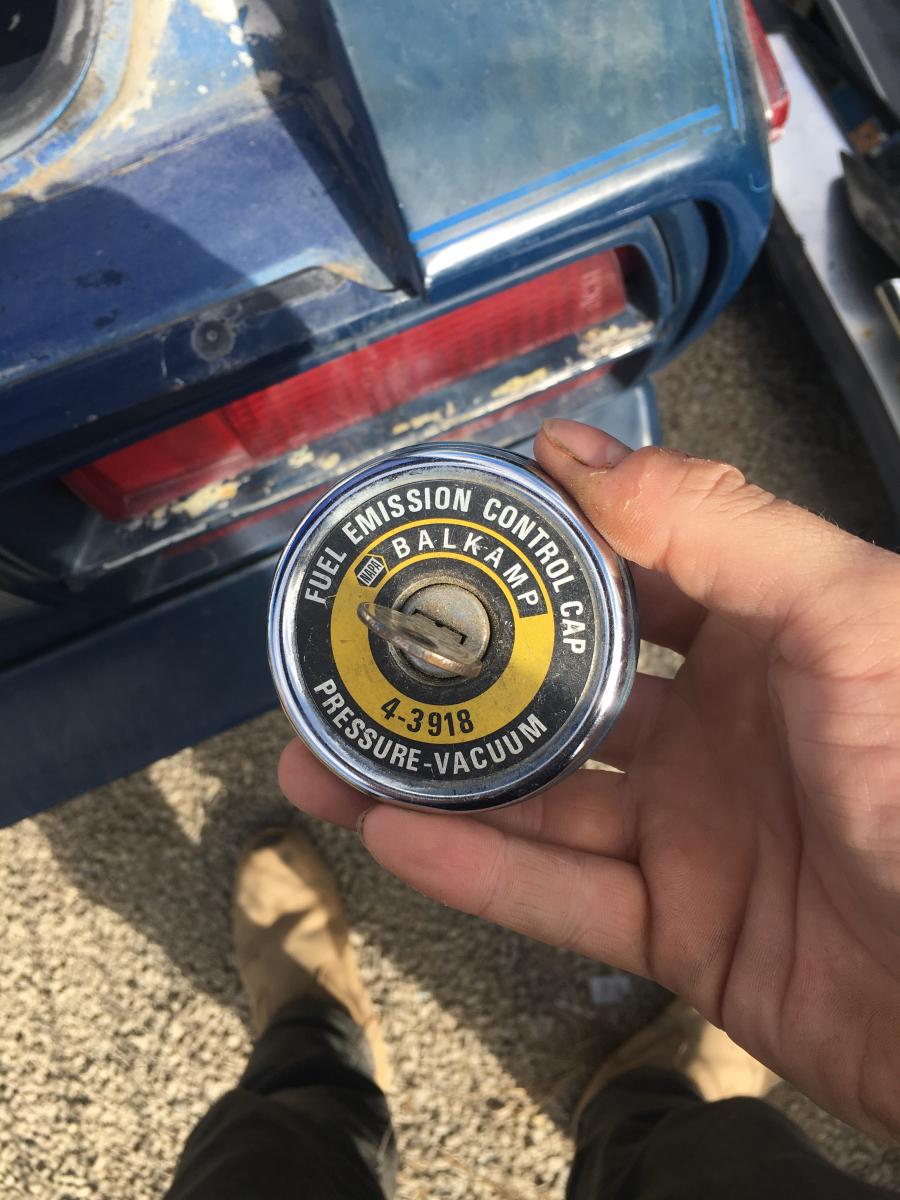 FUEL EMISSION CONTROL CAP
BALKAMP
NAPA
4-3918
PRESSURE-VACUUM